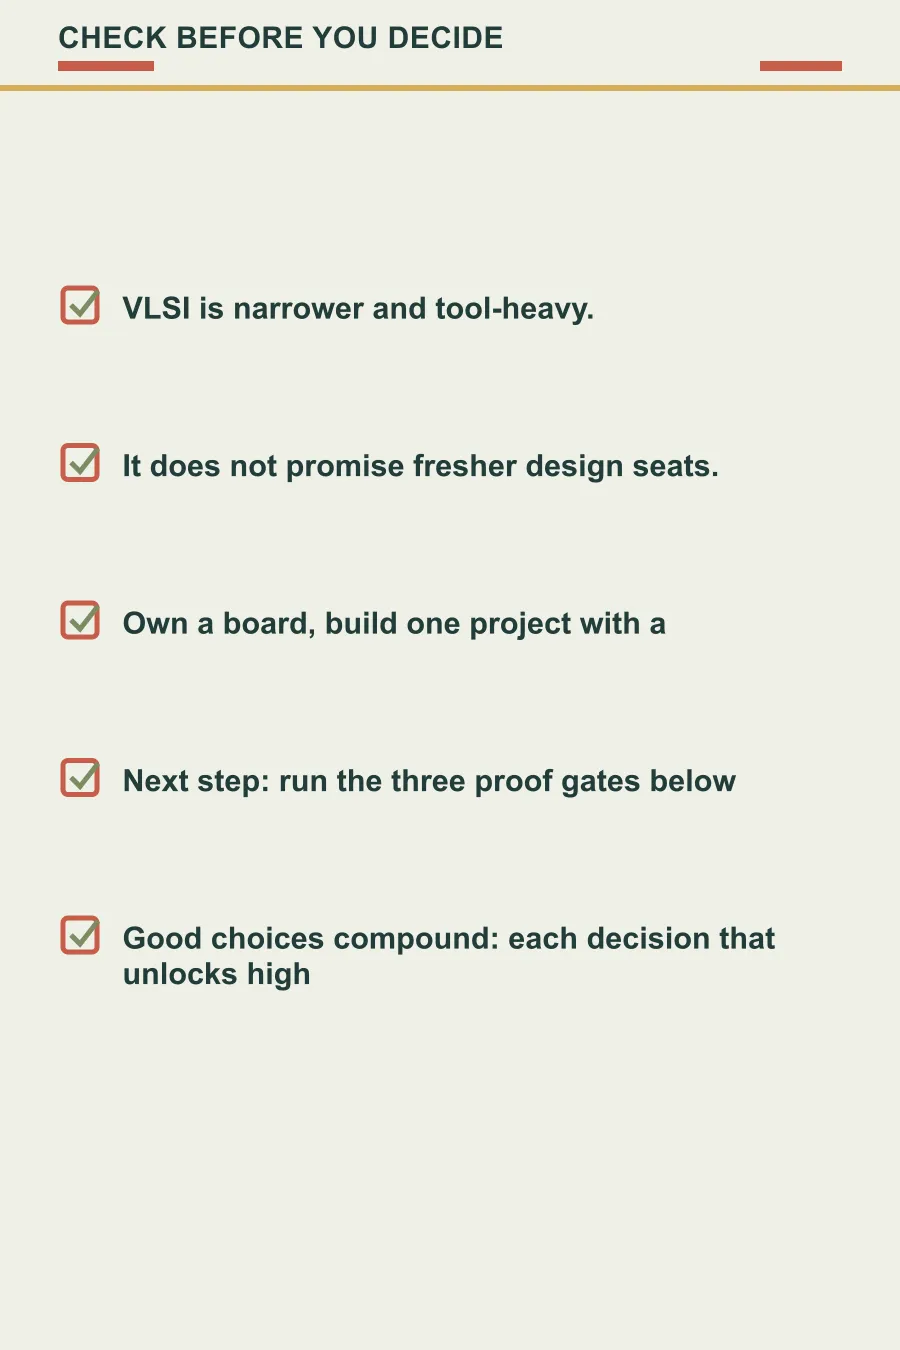 CHECK BEFORE YOU DECIDE
VLSI is narrower and tool-heavy.
It does not promise fresher design seats.
Own a board, build one project with a
Next step: run the three proof gates below
Good choices compound: each decision that
unlocks high